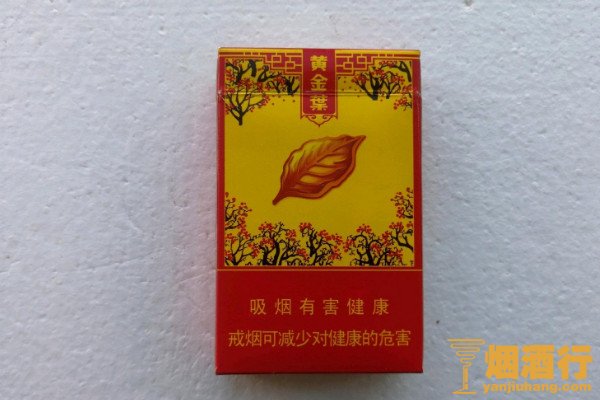 黄金葉
吸烟有害健康
戒烟可减少对健康的危害
烟酒行
yanjiuhang.com